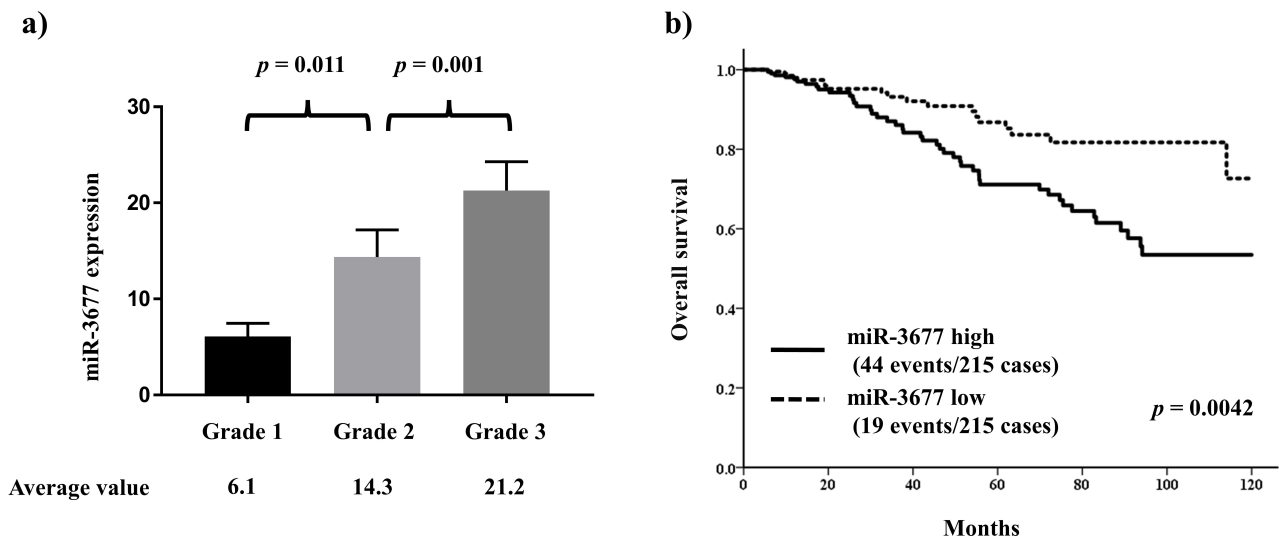 a)
p = 0.011
p = 0.001
30
20
10
0
miR-3677 expression
Grade 1
Grade 2
Grade 3
Average value
6.1
14.3
21.2
b)
1.0
0.8
0.6
0.4
0.2
0.0
Overall survival
miR-3677 high
(44 events/215 cases)
miR-3677 low
(19 events/215 cases)
p = 0.0042
0
20
40
60
80
100
120
Months